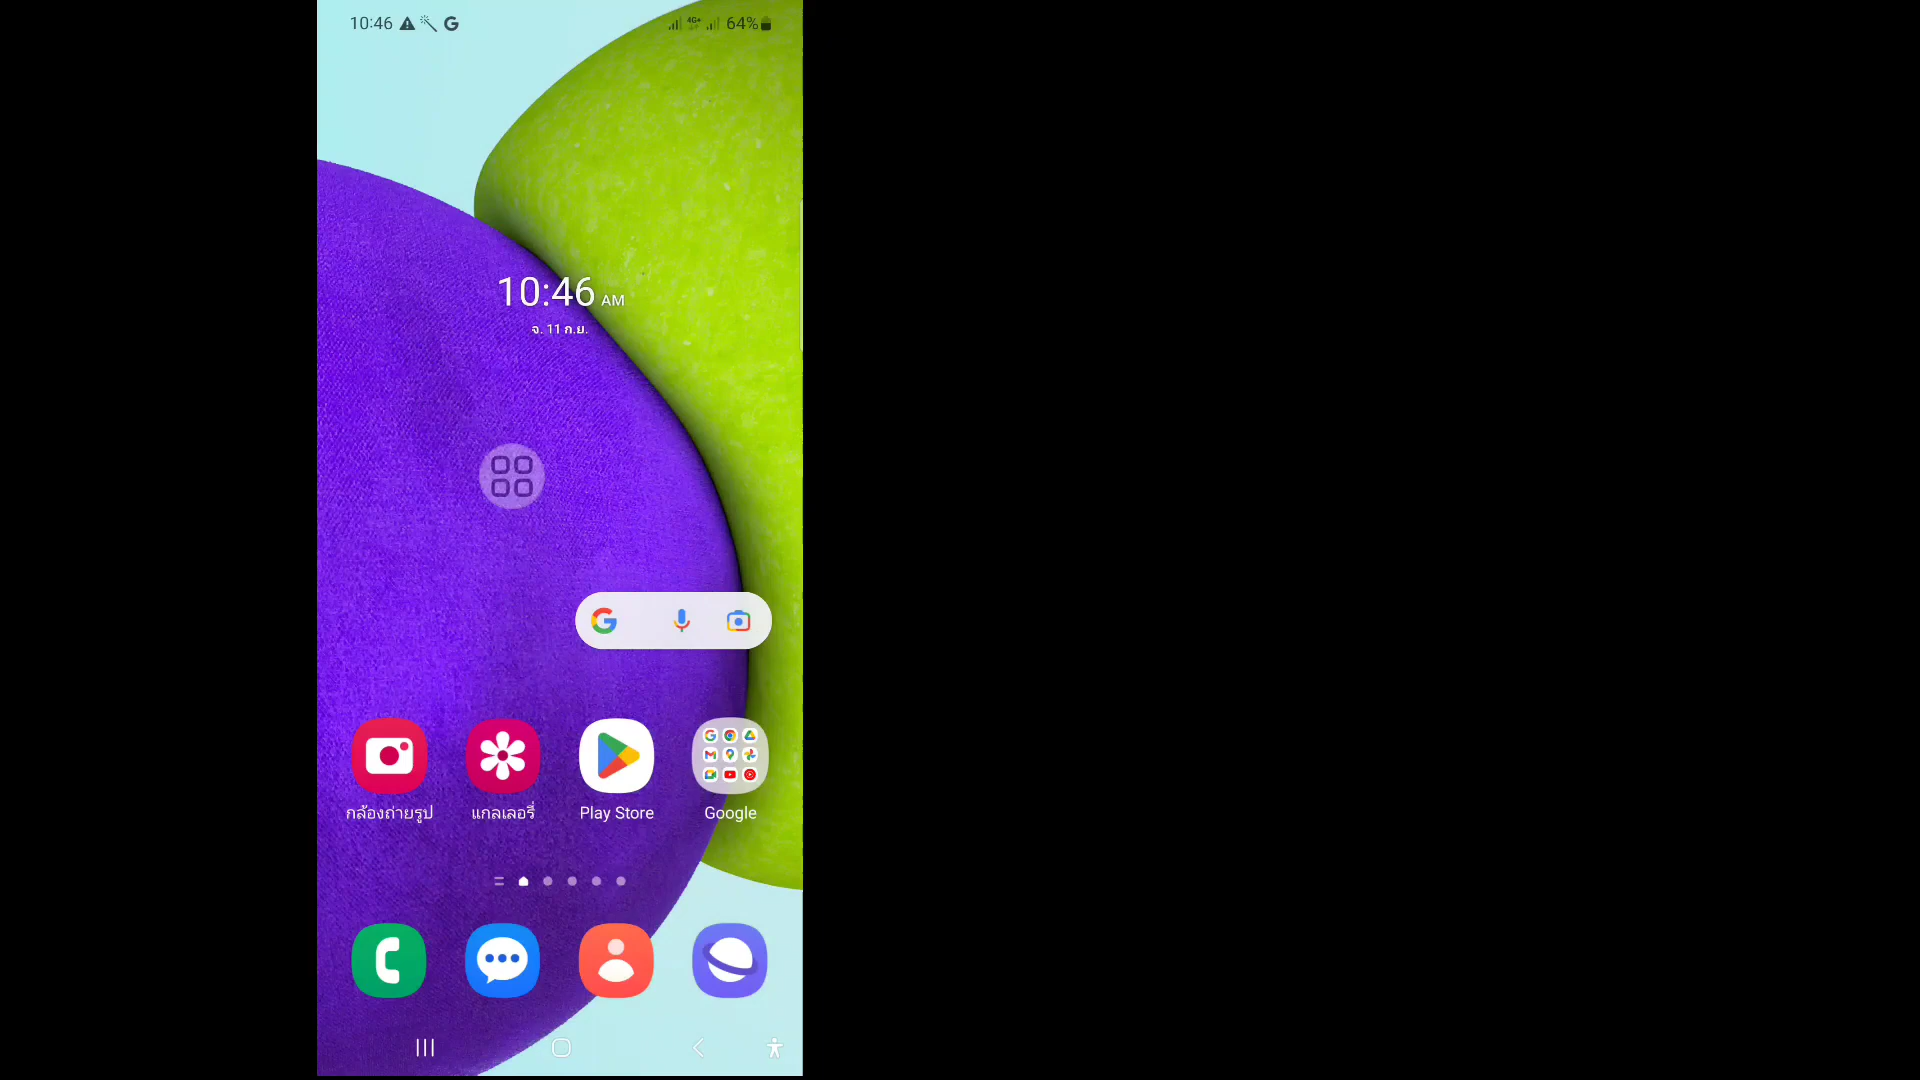 10:46
4G+
64%
10:46 AM
จ. 11 ก.ย.
กล้องถ่ายรูป
แกลเลอรี่
Play Store
Google